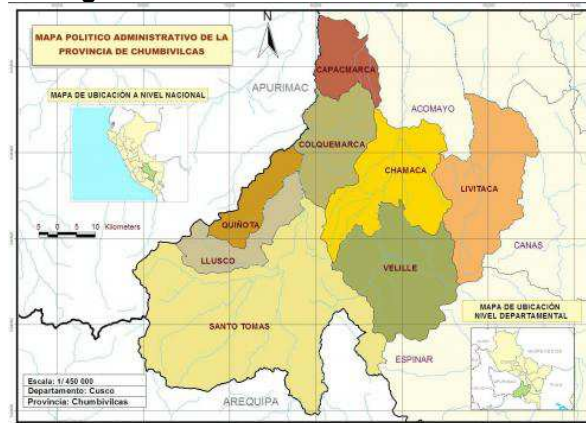 MAPA POLITICO ADMINISTRATIVO DE LA
PROVINCIA DE CHUMBIVILCAS
N
CAPACMARCA
APURIMAC
MAPA DE UBICACIÓN A NIVEL NACIONAL
ACOMAYO
COLQUEMARCA
CHAMACA
LIVITACA
QUIÑOTA
5 0 5 10 Kilometers
CANAS
LLUSCO
VELILLE
MAPA DE UBICACIÓN
NIVEL DEPARTAMENTAL
SANTO TOMAS
ESPINAR
Escala: 1/ 450 000
Departamento: Cusco
Provincia: Chumbivilcas
AREQUIPA